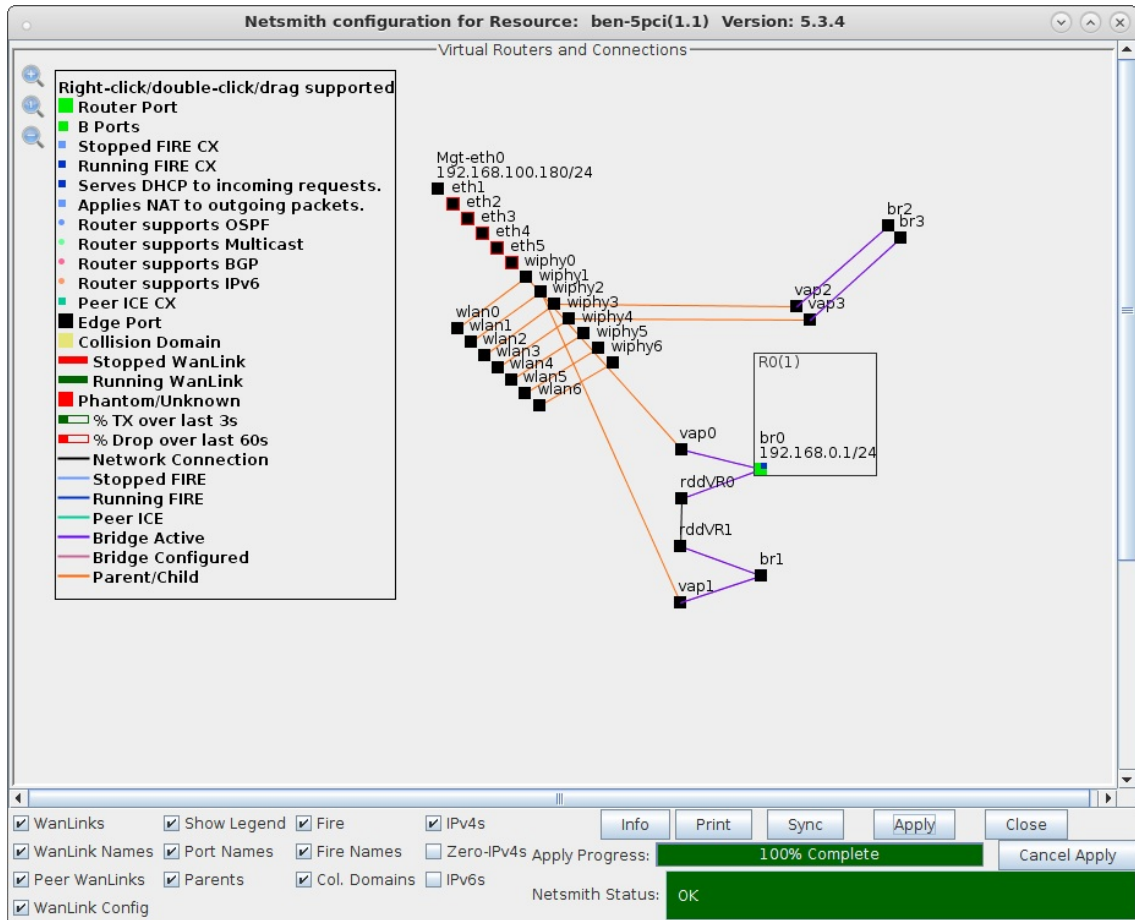 Netsmith configuration for Resource: ben-5pci(1.1) Version: 5.3.4
Virtual Routers and Connections
Right-click/double-click/drag supported
Router Port
B Ports
Stopped FIRE CX
Running FIRE CX
Serves DHCP to incoming requests.
Applies NAT to outgoing packets.
Router supports OSPF
Router supports Multicast
Router supports BGP
Router supports IPv6
Peer ICE CX
Edge Port
Collision Domain
Stopped WanLink
Running WanLink
Phantom/Unknown
% TX over last 3s
% Drop over last 60s
Network Connection
Stopped FIRE
Running FIRE
Peer ICE
Bridge Active
Bridge Configured
Parent/Child
Mgt-eth0
192.168.100.180/24
eth1
eth2
eth3
eth4
eth5
wiphy0
wiphy1
wiphy2
wiphy3
wiphy4
wiphy5
wiphy6
wlan0
wlan1
wlan2
wlan3
wlan4
wlan5
wlan6
br2
br3
vap2
vap3
R0(1)
br0
192.168.0.1/24
vap0
rddVR0
rddVR1
br1
vap1
WanLinks Show Legend Fire IPv4s Info Print Sync Apply Close
WanLink Names Port Names Fire Names Zero-IPv4s Apply Progress: 100% Complete Cancel Apply
Peer WanLinks Parents Col. Domains IPv6s Netsmith Status: OK
WanLink Config